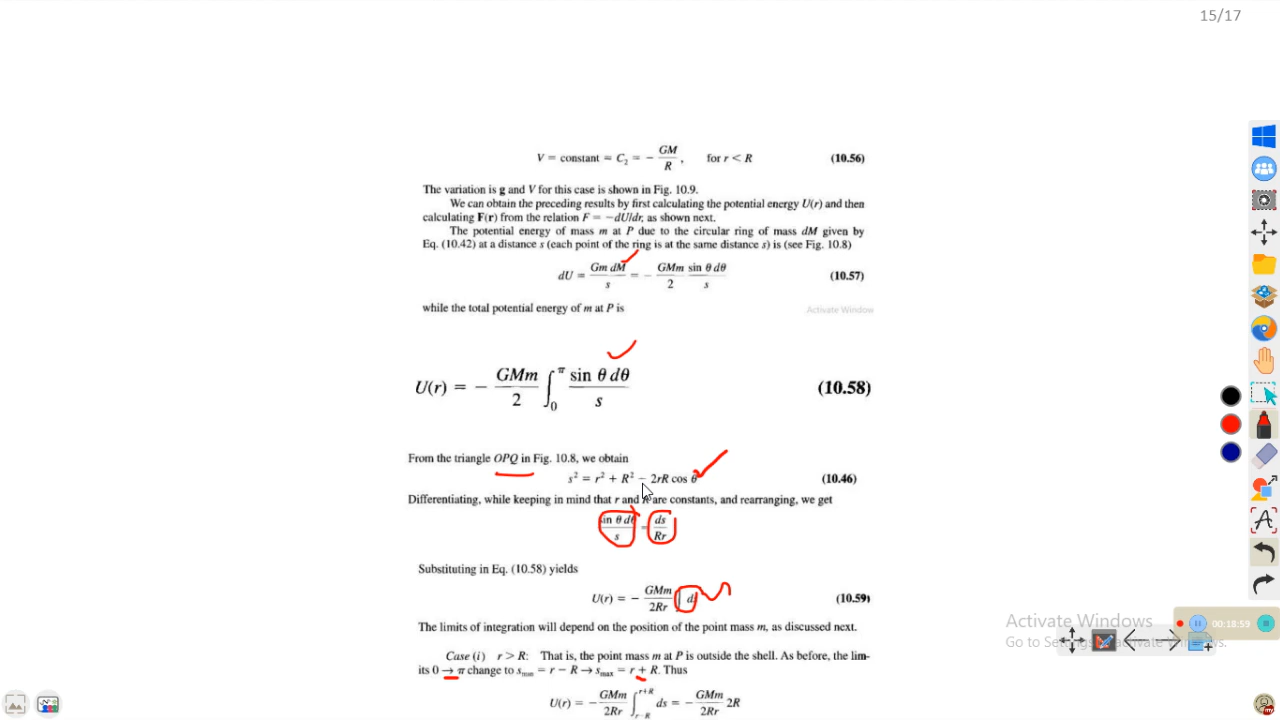 15/17
V = constant = C₂ = − GM/R, for r < R (10.56)
The variation is g and V for this case is shown in Fig. 10.9.
We can obtain the preceding results by first calculating the potential energy U(r) and then
calculating F(r) from the relation F = −dU/dr, as shown next.
The potential energy of mass m at P due to the circular ring of mass dM given by
Eq. (10.42) at a distance s (each point of the ring is at the same distance s) is (see Fig. 10.8)
dU = Gm dM/s = − GMm/2 sin θ dθ/s (10.57)
while the total potential energy of m at P is
Activate Window
U(r) = − GMm/2 ∫₀^π sin θ dθ/s (10.58)
From the triangle OPQ in Fig. 10.8, we obtain
s² = r² + R² − 2rR cos θ (10.46)
Differentiating, while keeping in mind that r and R are constants, and rearranging, we get
sin θ dθ/s = ds/Rr
Substituting in Eq. (10.58) yields
U(r) = − GMm/2Rr ∫ ds (10.59)
The limits of integration will depend on the position of the point mass m, as discussed next.
Case (i) r > R: That is, the point mass m at P is outside the shell. As before, the lim-
its 0 → π change to s_min = r − R → s_max = r + R. Thus
U(r) = − GMm/2Rr ∫_{r−R}^{r+R} ds = − GMm/2Rr 2R
Activate Windows
Go to Settings to activate Windows.
00:18:59